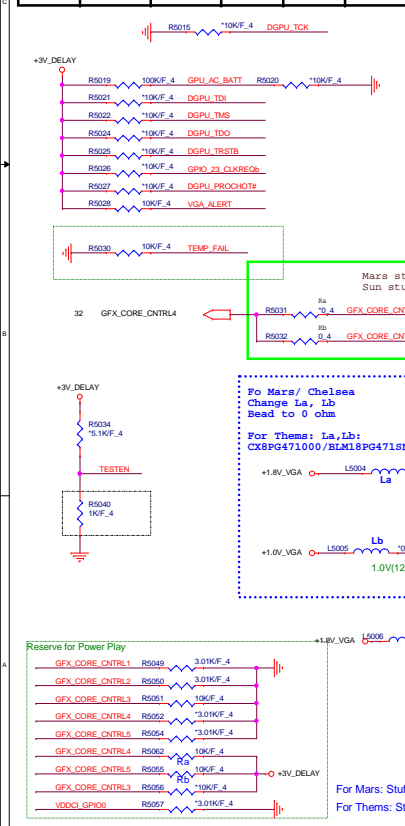 C
R5015 *10K/F_4 DGPU_TCK
+3V_DELAY
R5019 100K/F_4 GPU_AC_BATT R5020 *10K/F_4
R5021 *10K/F_4 DGPU_TDI
R5022 *10K/F_4 DGPU_TMS
R5024 *10K/F_4 DGPU_TDO
R5025 *10K/F_4 DGPU_TRSTB
R5026 *10K/F_4 GPIO_23_CLKREQb
R5027 *10K/F_4 DGPU_PROCHOT#
R5028 10K/F_4 VGA_ALERT
R5030 10K/F_4 TEMP_FAIL
Mars st
Sun stu
Ra
32 GFX_CORE_CNTRL4 R5031 *0_4 GFX_CORE_CN
B
Rb
R5032 0_4 GFX_CORE_CN
+3V_DELAY
R5034
*5.1K/F_4
TESTEN
R5040
1K/F_4
Fo Mars/ Chelsea
Change La, Lb
Bead to 0 ohm
For Thems: La,Lb:
CX8PG471000/BLM18PG471S
+1.8V_VGA L5004
La
Lb
+1.0V_VGA L5005 *0
1.0V(12
+1.8V_VGA L5006
Reserve for Power Play
A
GFX_CORE_CNTRL1 R5049 3.01K/F_4
GFX_CORE_CNTRL2 R5050 3.01K/F_4
GFX_CORE_CNTRL3 R5051 10K/F_4
GFX_CORE_CNTRL4 R5052 *3.01K/F_4
GFX_CORE_CNTRL5 R5054 *3.01K/F_4
GFX_CORE_CNTRL4 R5062 10K/F_4
Ra
GFX_CORE_CNTRL5 R5055 10K/F_4
+3V_DELAY
Rb
GFX_CORE_CNTRL3 R5056 *10K/F_4
VDDCI_GPIO0 R5057 *3.01K/F_4
For Mars: Stuf
For Thems: St